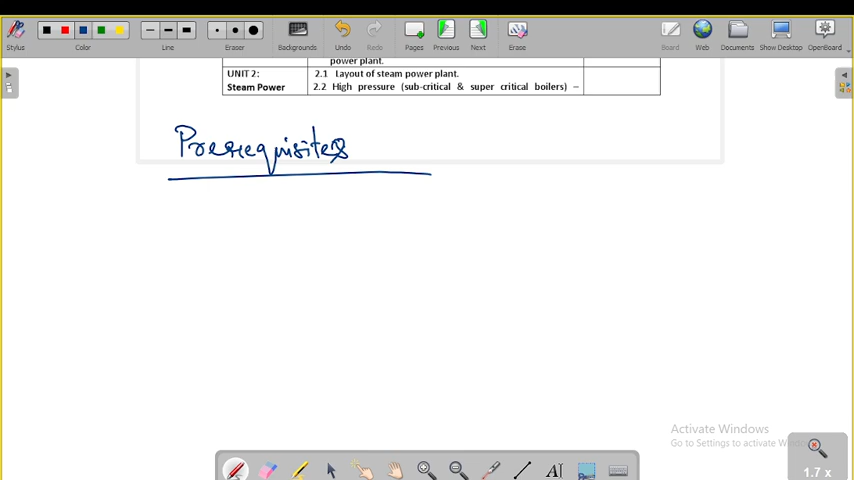 Stylus
Color
Line
Eraser
Backgrounds
Undo
Redo
Pages
Previous
Next
Erase
Board
Web
Documents
Show Desktop
OpenBoard
power plant.
UNIT 2: 2.1 Layout of steam power plant.
Steam Power 2.2 High pressure (sub-critical & super critical boilers) –
Prerequisites
Activate Windows
Go to Settings to activate Windows
1.7 x